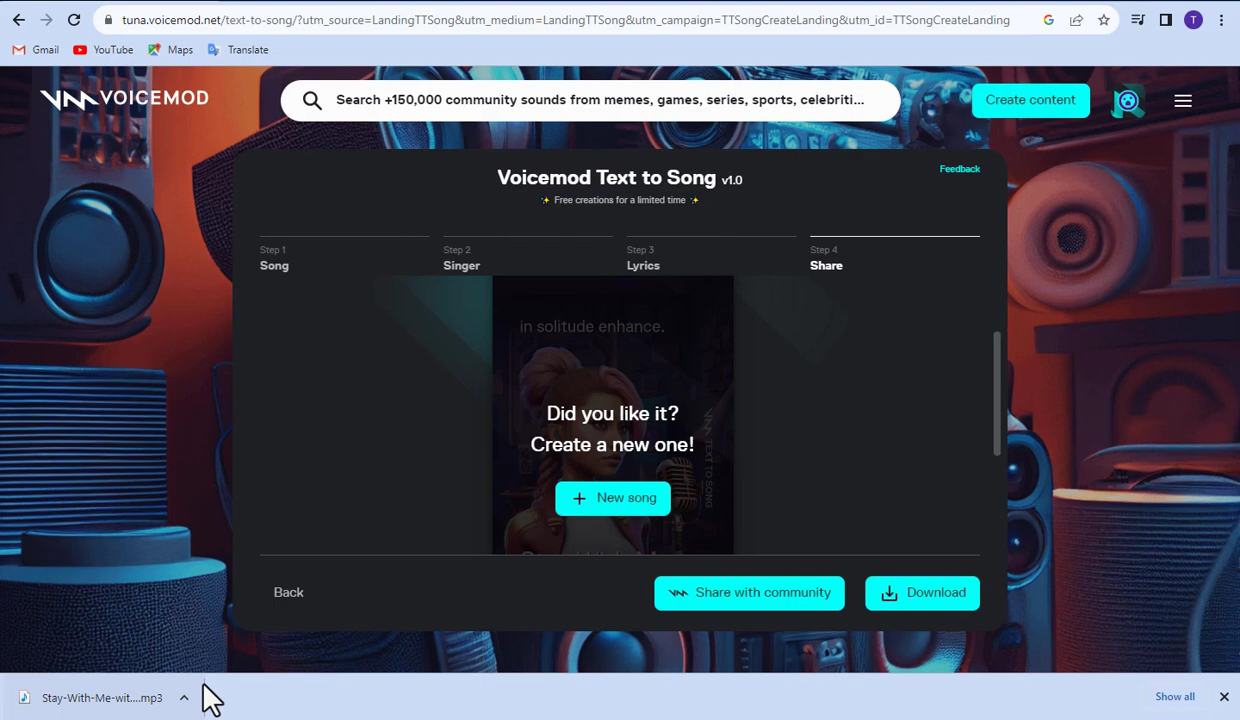 tuna.voicemod.net/text-to-song/?utm_source=LandingTTSong&utm_medium=LandingTTSong&utm_campaign=TTSongCreateLanding&utm_id=TTSongCreateLanding
T
Gmail
YouTube
Maps
Translate
VOICEMOD
Search +150,000 community sounds from memes, games, series, sports, celebriti...
Create content
Feedback
Voicemod Text to Song v1.0
✨ Free creations for a limited time ✨
Step 1
Song
Step 2
Singer
Step 3
Lyrics
Step 4
Share
in solitude enhance.
Did you like it?
Create a new one!
+ New song
TEXT TO SONG
Back
Share with community
Download
Stay-With-Me-wit....mp3
Show all